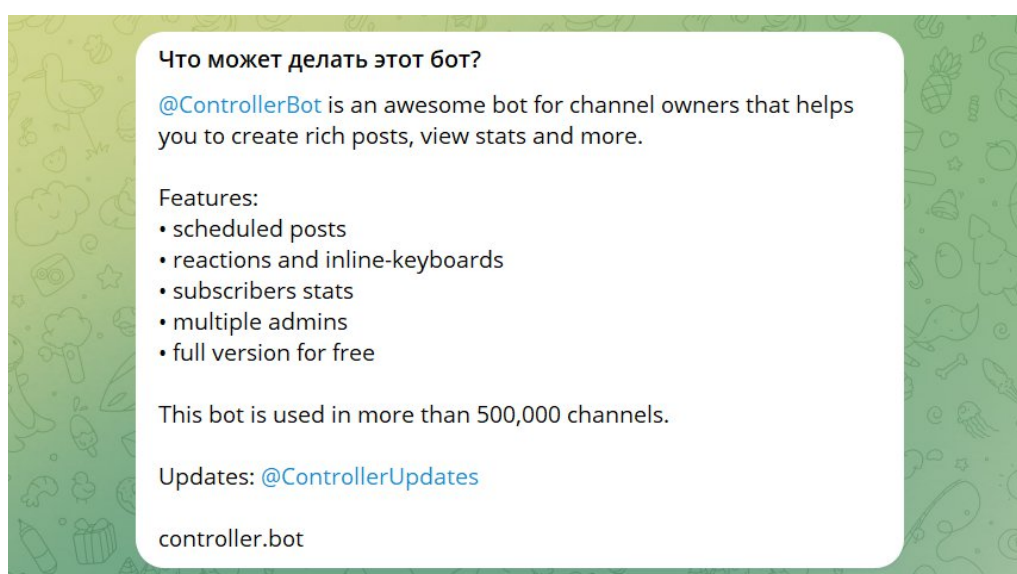 Что может делать этот бот?
@ControllerBot is an awesome bot for channel owners that helps
you to create rich posts, view stats and more.
Features:
• scheduled posts
• reactions and inline-keyboards
• subscribers stats
• multiple admins
• full version for free
This bot is used in more than 500,000 channels.
Updates: @ControllerUpdates
controller.bot